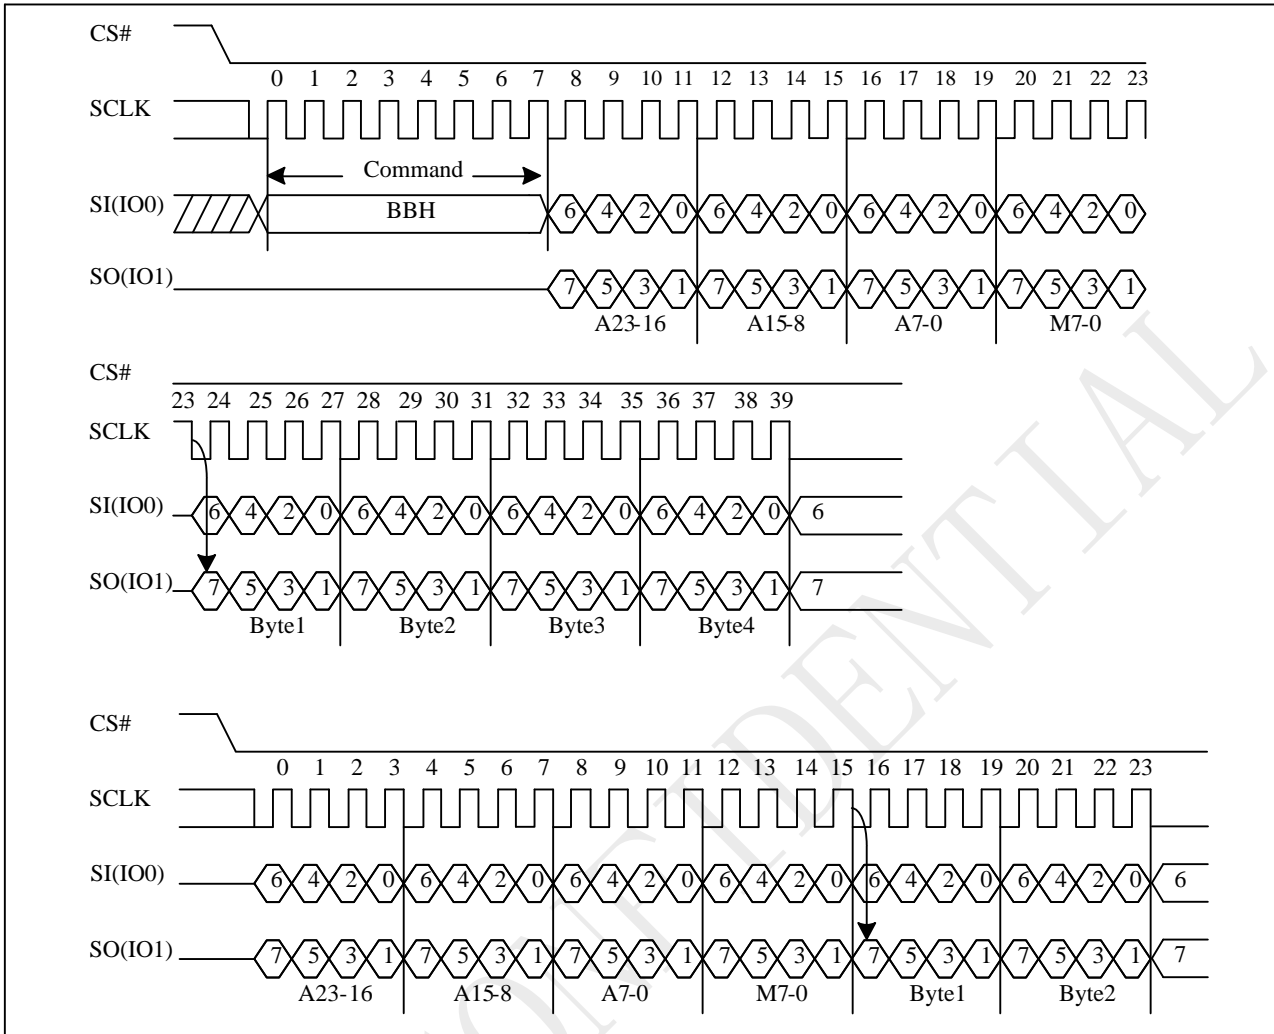 CS#
0 1 2 3 4 5 6 7 8 9 10 11 12 13 14 15 16 17 18 19 20 21 22 23
SCLK
Command
SI(IO0) BBH 6 4 2 0 6 4 2 0 6 4 2 0 6 4 2 0
SO(IO1) 7 5 3 1 7 5 3 1 7 5 3 1 7 5 3 1
A23-16 A15-8 A7-0 M7-0
CS#
23 24 25 26 27 28 29 30 31 32 33 34 35 36 37 38 39
SCLK
SI(IO0) 6 4 2 0 6 4 2 0 6 4 2 0 6 4 2 0 6
SO(IO1) 7 5 3 1 7 5 3 1 7 5 3 1 7 5 3 1 7
Byte1 Byte2 Byte3 Byte4
CS#
0 1 2 3 4 5 6 7 8 9 10 11 12 13 14 15 16 17 18 19 20 21 22 23
SCLK
SI(IO0) 6 4 2 0 6 4 2 0 6 4 2 0 6 4 2 0 6 4 2 0 6 4 2 0 6
SO(IO1) 7 5 3 1 7 5 3 1 7 5 3 1 7 5 3 1 7 5 3 1 7 5 3 1 7
A23-16 A15-8 A7-0 M7-0 Byte1 Byte2